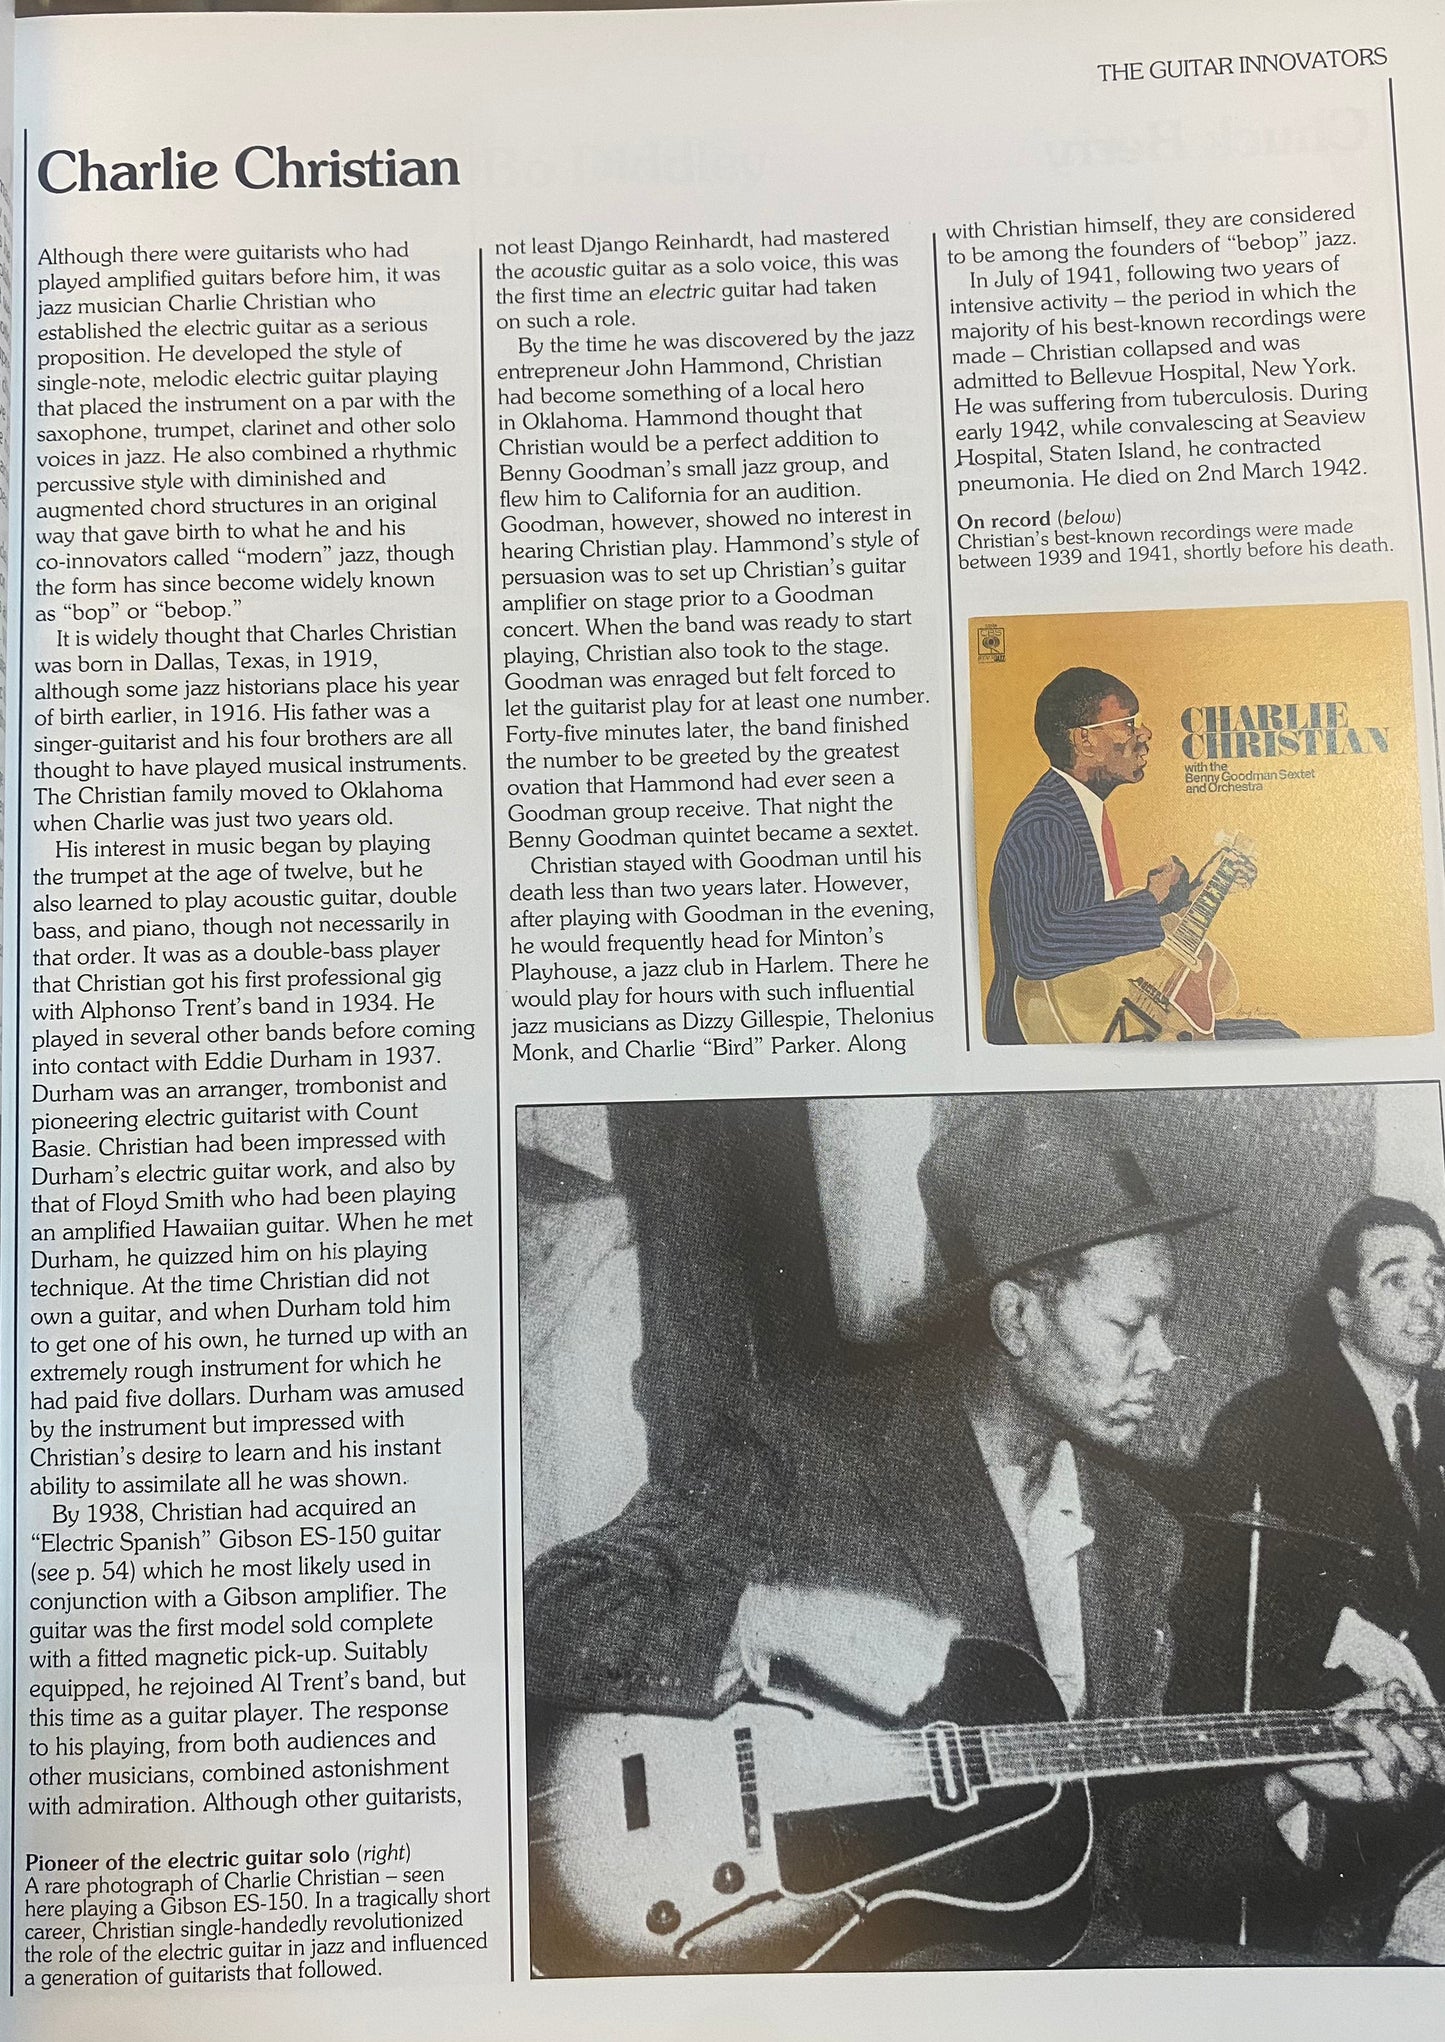 THE GUITAR INNOVATORS
Charlie Christian
Although there were guitarists who had
played amplified guitars before him, it was
jazz musician Charlie Christian who
established the electric guitar as a serious
proposition. He developed the style of
single-note, melodic electric guitar playing
that placed the instrument on a par with the
saxophone, trumpet, clarinet and other solo
voices in jazz. He also combined a rhythmic
percussive style with diminished and
augmented chord structures in an original
way that gave birth to what he and his
co-innovators called “modern” jazz, though
the form has since become widely known
as “bop” or “bebop.”
It is widely thought that Charles Christian
was born in Dallas, Texas, in 1919,
although some jazz historians place his year
of birth earlier, in 1916. His father was a
singer-guitarist and his four brothers are all
thought to have played musical instruments.
The Christian family moved to Oklahoma
when Charlie was just two years old.
His interest in music began by playing
the trumpet at the age of twelve, but he
also learned to play acoustic guitar, double
bass, and piano, though not necessarily in
that order. It was as a double-bass player
that Christian got his first professional gig
with Alphonso Trent’s band in 1934. He
played in several other bands before coming
into contact with Eddie Durham in 1937.
Durham was an arranger, trombonist and
pioneering electric guitarist with Count
Basie. Christian had been impressed with
Durham’s electric guitar work, and also by
that of Floyd Smith who had been playing
an amplified Hawaiian guitar. When he met
Durham, he quizzed him on his playing
technique. At the time Christian did not
own a guitar, and when Durham told him
to get one of his own, he turned up with an
extremely rough instrument for which he
had paid five dollars. Durham was amused
by the instrument but impressed with
Christian’s desire to learn and his instant
ability to assimilate all he was shown.
By 1938, Christian had acquired an
“Electric Spanish” Gibson ES-150 guitar
(see p. 54) which he most likely used in
conjunction with a Gibson amplifier. The
guitar was the first model sold complete
with a fitted magnetic pick-up. Suitably
equipped, he rejoined Al Trent’s band, but
this time as a guitar player. The response
to his playing, from both audiences and
other musicians, combined astonishment
with admiration. Although other guitarists,
Pioneer of the electric guitar solo (right)
A rare photograph of Charlie Christian – seen
here playing a Gibson ES-150. In a tragically short
career, Christian single-handedly revolutionized
the role of the electric guitar in jazz and influenced
a generation of guitarists that followed.
not least Django Reinhardt, had mastered
the acoustic guitar as a solo voice, this was
the first time an electric guitar had taken
on such a role.
By the time he was discovered by the jazz
entrepreneur John Hammond, Christian
had become something of a local hero
in Oklahoma. Hammond thought that
Christian would be a perfect addition to
Benny Goodman’s small jazz group, and
flew him to California for an audition.
Goodman, however, showed no interest in
hearing Christian play. Hammond’s style of
persuasion was to set up Christian’s guitar
amplifier on stage prior to a Goodman
concert. When the band was ready to start
playing, Christian also took to the stage.
Goodman was enraged but felt forced to
let the guitarist play for at least one number.
Forty-five minutes later, the band finished
the number to be greeted by the greatest
ovation that Hammond had ever seen a
Goodman group receive. That night the
Benny Goodman quintet became a sextet.
Christian stayed with Goodman until his
death less than two years later. However,
after playing with Goodman in the evening,
he would frequently head for Minton’s
Playhouse, a jazz club in Harlem. There he
would play for hours with such influential
jazz musicians as Dizzy Gillespie, Thelonius
Monk, and Charlie “Bird” Parker. Along
with Christian himself, they are considered
to be among the founders of “bebop” jazz.
In July of 1941, following two years of
intensive activity – the period in which the
majority of his best-known recordings were
made – Christian collapsed and was
admitted to Bellevue Hospital, New York.
He was suffering from tuberculosis. During
early 1942, while convalescing at Seaview
Hospital, Staten Island, he contracted
pneumonia. He died on 2nd March 1942.
On record (below)
Christian’s best-known recordings were made
between 1939 and 1941, shortly before his death.
CBS
CHARLIE
CHRISTIAN
with the
Benny Goodman Sextet
and Orchestra